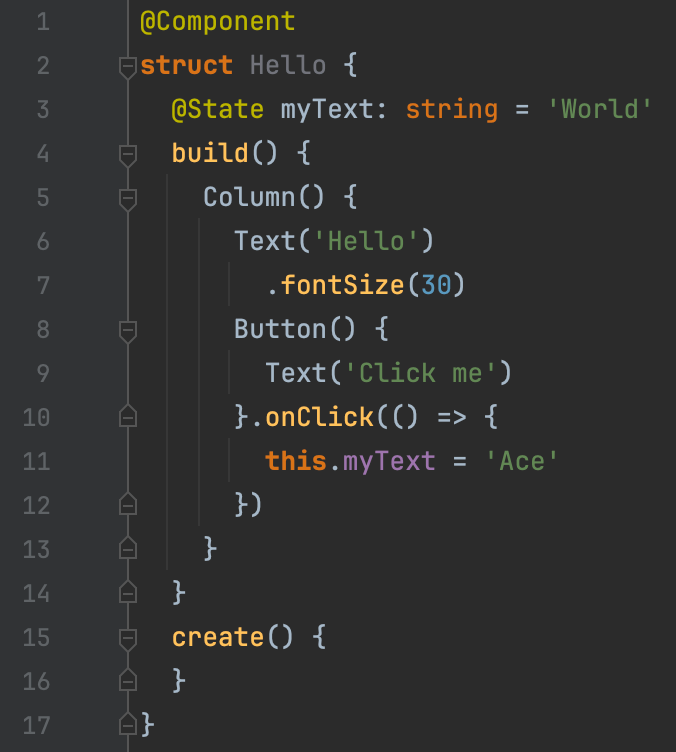 1 @Component
2 struct Hello {
3   @State myText: string = 'World'
4   build() {
5     Column() {
6       Text('Hello')
7         .fontSize(30)
8       Button() {
9         Text('Click me')
10       }.onClick(() => {
11         this.myText = 'Ace'
12       })
13     }
14   }
15   create() {
16   }
17 }